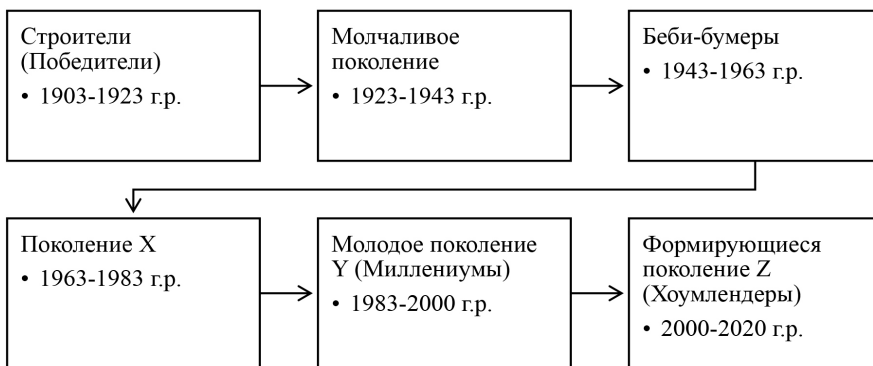 Строители
(Победители)
• 1903-1923 г.р.
Молчаливое
поколение
• 1923-1943 г.р.
Беби-бумеры
• 1943-1963 г.р.
Поколение X
• 1963-1983 г.р.
Молодое поколение
Y (Миллениумы)
• 1983-2000 г.р.
Формирующиеся
поколение Z
(Хоумлендеры)
• 2000-2020 г.р.